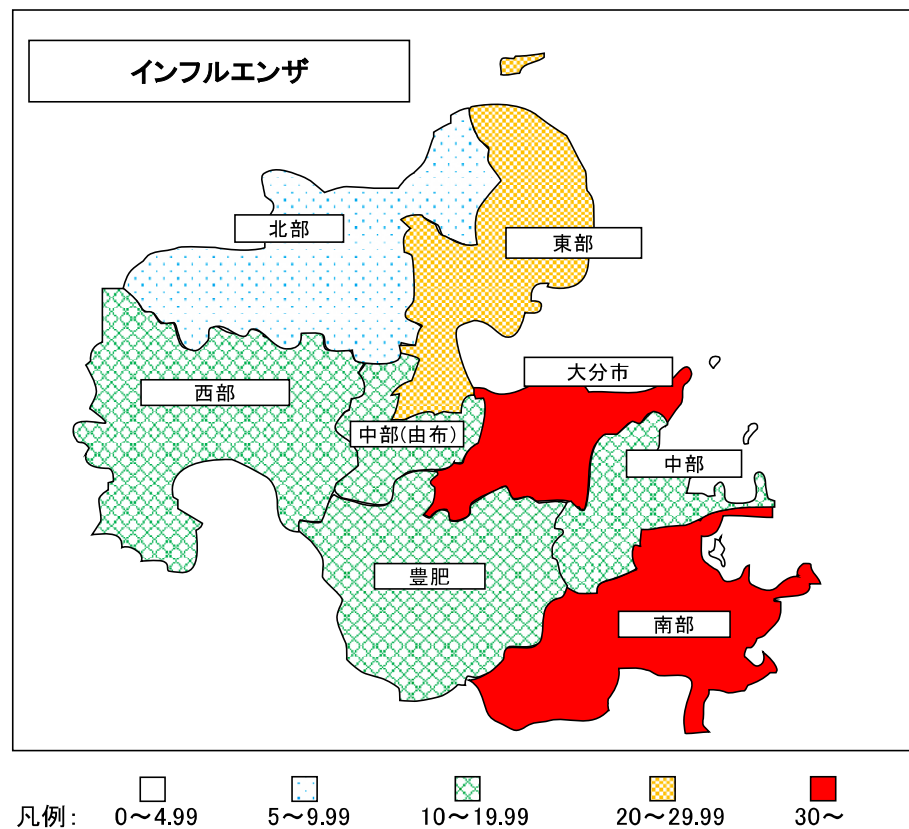 インフルエンザ
北部
東部
大分市
西部
中部(由布)
中部
豊肥
南部
凡例: 0～4.99 5～9.99 10～19.99 20～29.99 30～